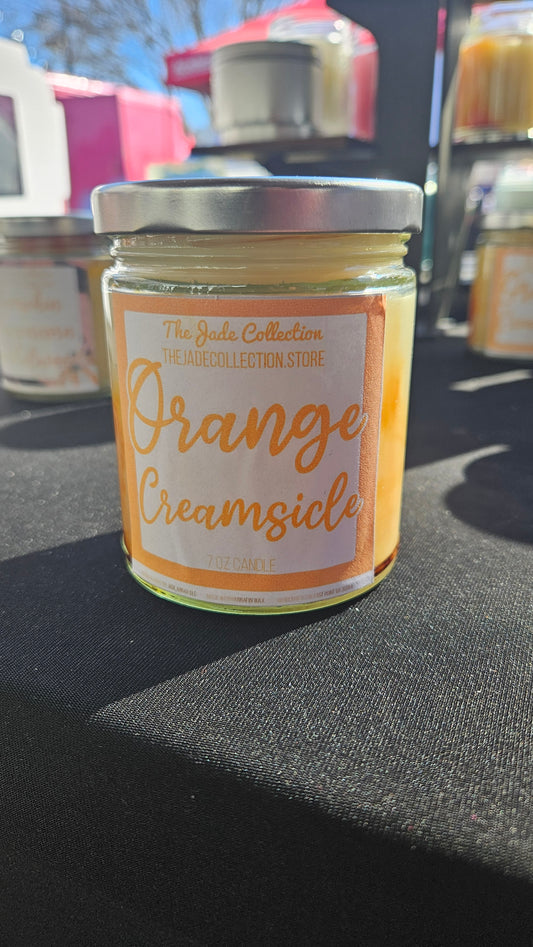 The Jade Collection
THEJADECOLLECTION.STORE
Orange
Creamsicle
7 OZ CANDLE